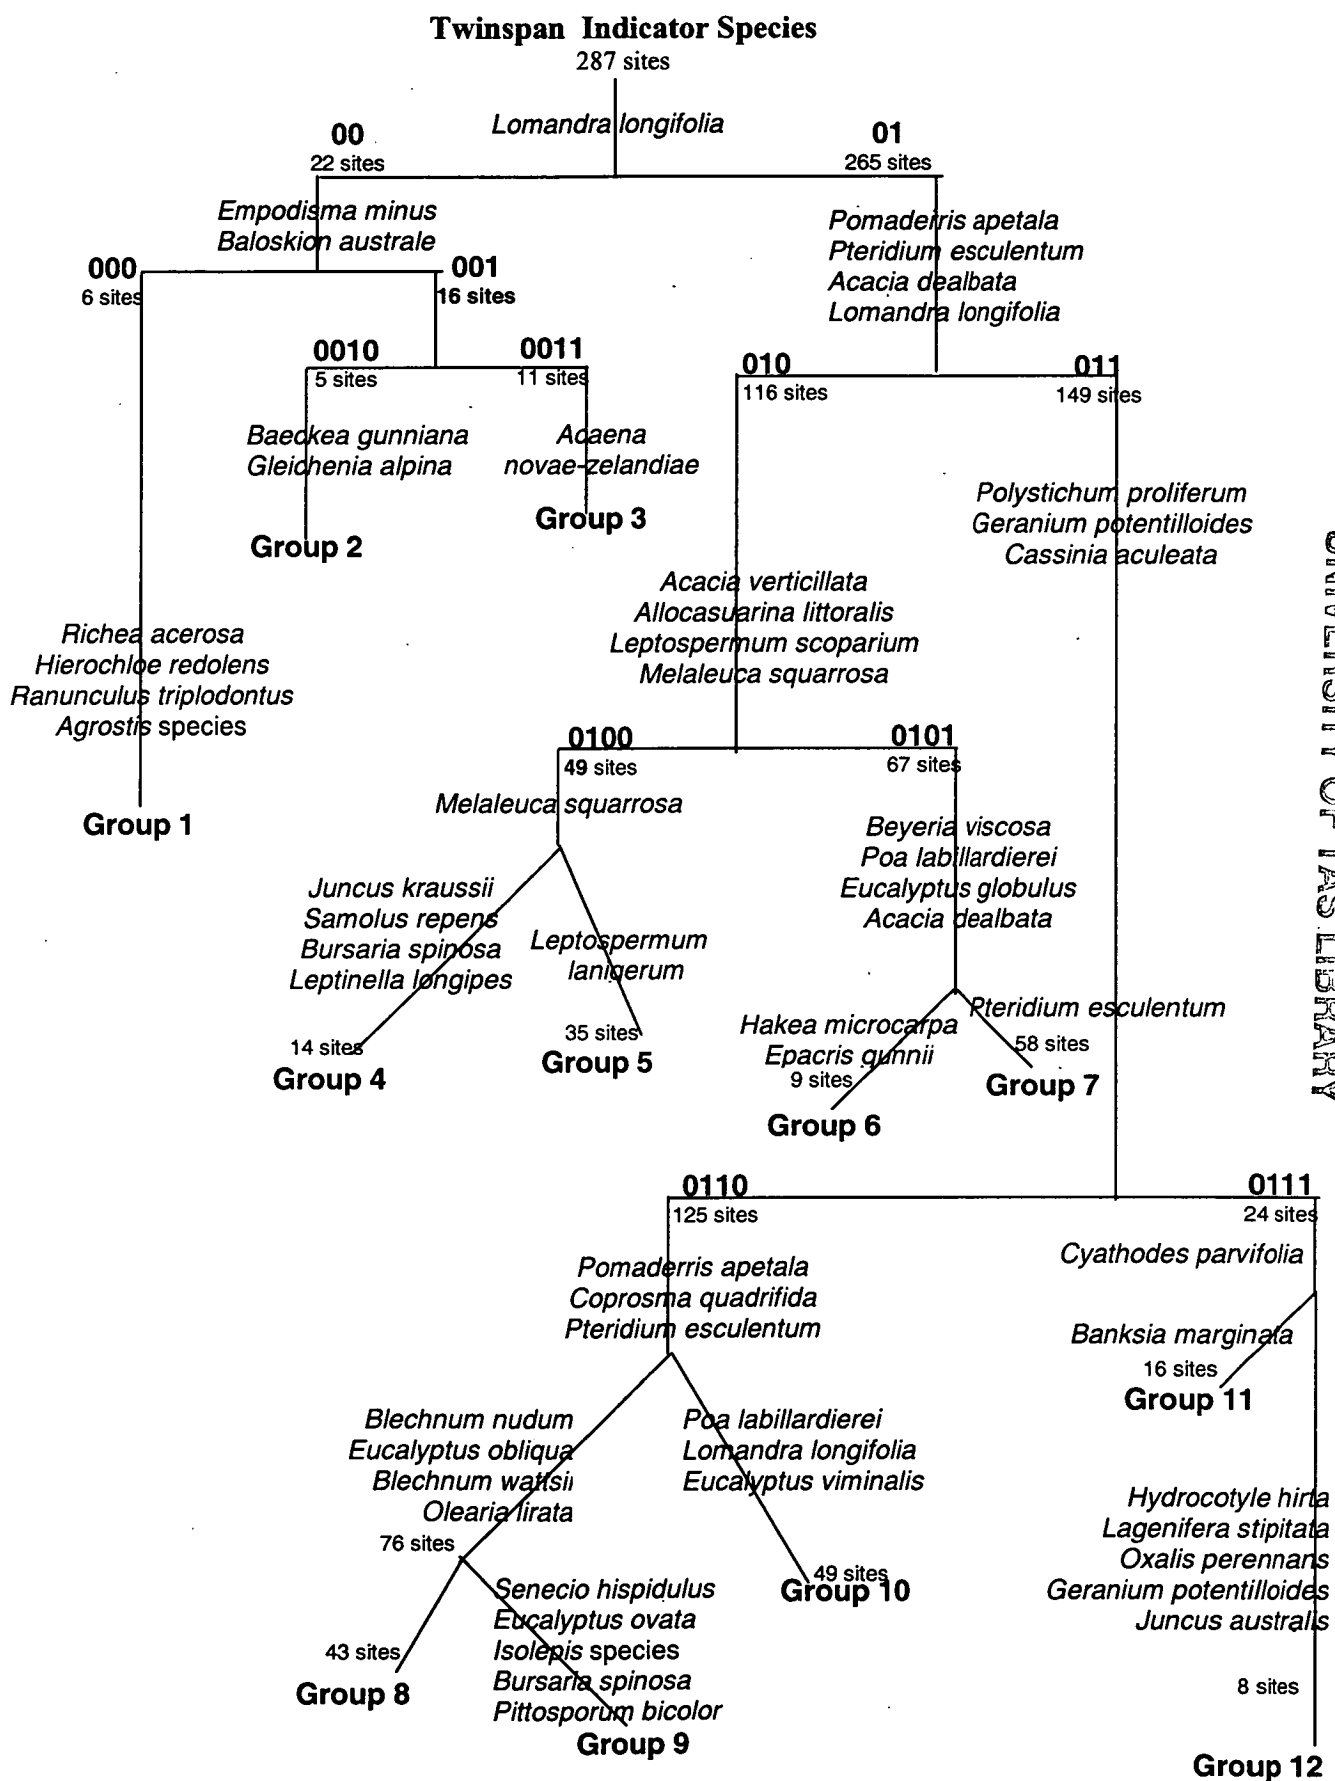 Twinspan Indicator Species
287 sites
Lomandra longifolia
00
22 sites
01
265 sites
Empodisma minus
Baloskion australe
Pomaderris apetala
Pteridium esculentum
Acacia dealbata
Lomandra longifolia
000
6 sites
001
16 sites
0010
5 sites
0011
11 sites
010
116 sites
011
149 sites
Baeckea gunniana
Gleichenia alpina
Group 2
Acaena
novae-zelandiae
Group 3
Polystichum proliferum
Geranium potentilloides
Cassinia aculeata
Acacia verticillata
Allocasuarina littoralis
Leptospermum scoparium
Melaleuca squarrosa
Richea acerosa
Hierochloe redolens
Ranunculus triplodontus
Agrostis species
Group 1
0100
49 sites
0101
67 sites
Melaleuca squarrosa
Beyeria viscosa
Poa labillardierei
Eucalyptus globulus
Acacia dealbata
Juncus kraussii
Samolus repens
Bursaria spinosa
Leptinella longipes
14 sites
Group 4
Leptospermum
lanigerum
35 sites
Group 5
Hakea microcarpa
Epacris gunnii
9 sites
Group 6
Pteridium esculentum
58 sites
Group 7
0110
125 sites
0111
24 sites
Pomaderris apetala
Coprosma quadrifida
Pteridium esculentum
Cyathodes parvifolia
Banksia marginata
16 sites
Group 11
Blechnum nudum
Eucalyptus obliqua
Blechnum wattsii
Olearia lirata
76 sites
Poa labillardierei
Lomandra longifolia
Eucalyptus viminalis
49 sites
Group 10
Hydrocotyle hirta
Lagenifera stipitata
Oxalis perennans
Geranium potentilloides
Juncus australis
8 sites
Group 12
43 sites
Group 8
Senecio hispidulus
Eucalyptus ovata
Isolepis species
Bursaria spinosa
Pittosporum bicolor
Group 9
UNIVERSITY OF TAS LIBRARY